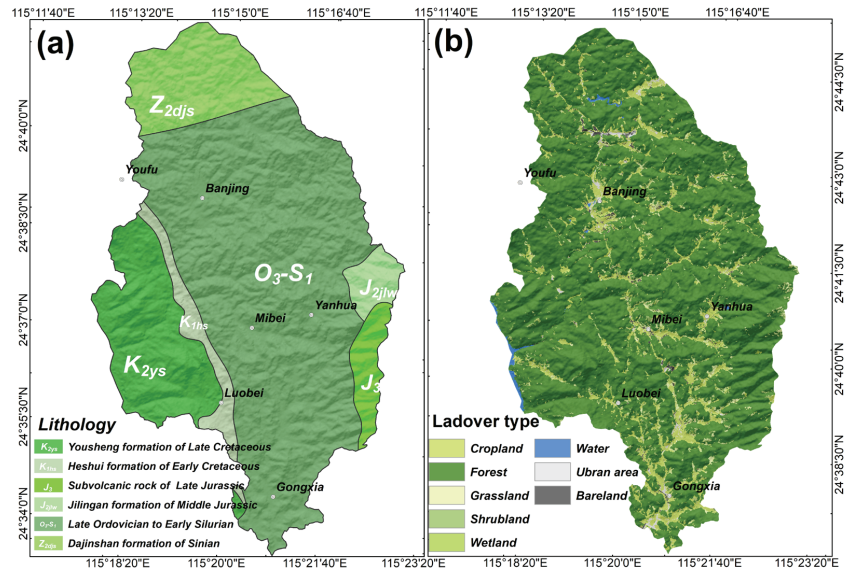 115°11'40"E 115°13'20"E 115°15'0"E 115°16'40"E
115°11'40"E 115°13'20"E 115°15'0"E 115°16'40"E
(a)
(b)
24°40'0"N
24°38'30"N
24°37'0"N
24°35'30"N
24°34'0"N
Z2djs
Youfu
Banjing
O3-S1
J2jlw
Yanhua
Mibei
K1hs
K2ys
J3
Luobei
Gongxia
Lithology
K2ys Yousheng formation of Late Cretaceous
K1hs Heshui formation of Early Cretaceous
J3 Subvolcanic rock of Late Jurassic
J2jlw Jilingan formation of Middle Jurassic
O3-S1 Late Ordovician to Early Silurian
Z2djs Dajinshan formation of Sinian
24°44'30"N
24°43'0"N
24°41'30"N
24°40'0"N
24°38'30"N
Youfu
Banjing
Yanhua
Mibei
Luobei
Gongxia
Ladover type
Cropland
Forest
Grassland
Shrubland
Wetland
Water
Ubran area
Bareland
115°18'20"E 115°20'0"E 115°21'40"E 115°23'2
115°18'20"E 115°20'0"E 115°21'40"E 115°23'20"E